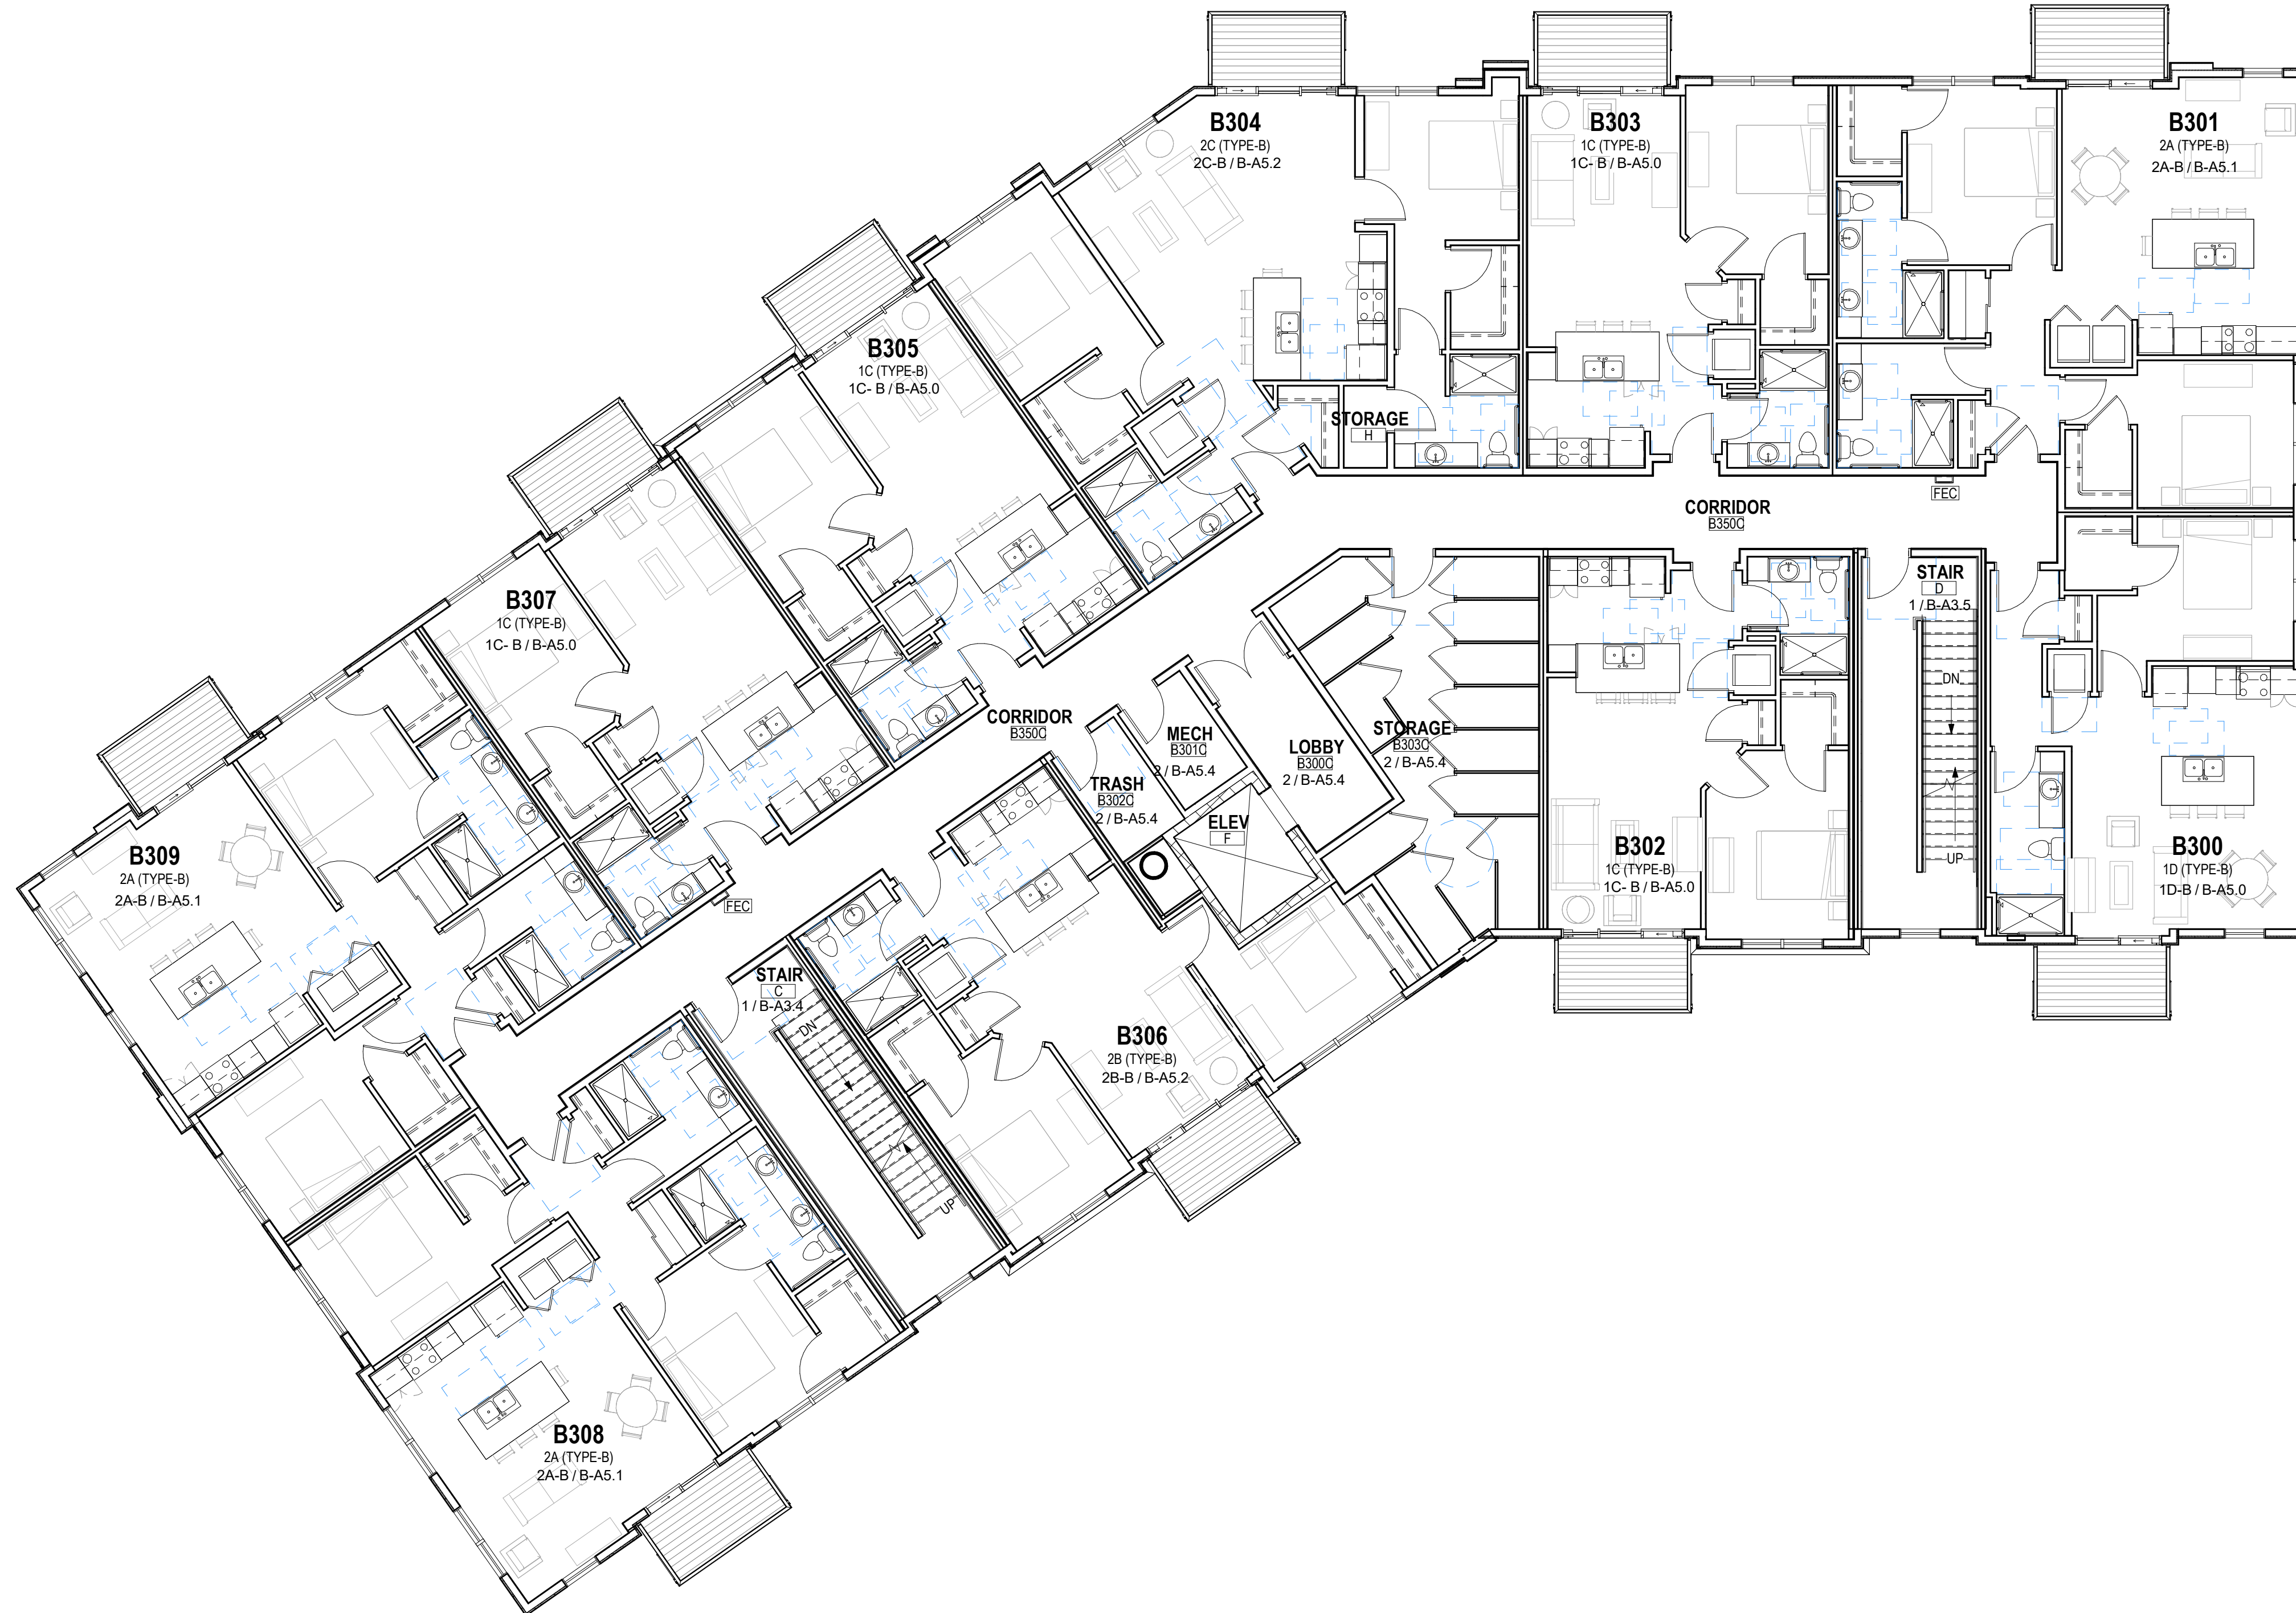 B304
2C (TYPE-B)
2C-B / B-A5.2
B303
1C (TYPE-B)
1C- B / B-A5.0
B301
2A (TYPE-B)
2A-B / B-A5.1
B305
1C (TYPE-B)
1C- B / B-A5.0
STORAGE
H
FEC
CORRIDOR
B350C
B307
1C (TYPE-B)
1C- B / B-A5.0
STAIR
D
1 / B-A3.5
DN
UP
CORRIDOR
B350C
MECH
B301C
2 / B-A5.4
LOBBY
B300C
2 / B-A5.4
STORAGE
B303C
2 / B-A5.4
TRASH
B302C
2 / B-A5.4
ELEV
F
B309
2A (TYPE-B)
2A-B / B-A5.1
B302
1C (TYPE-B)
1C- B / B-A5.0
B300
1D (TYPE-B)
1D-B / B-A5.0
FEC
STAIR
C
1 / B-A3.4
DN
UP
B306
2B (TYPE-B)
2B-B / B-A5.2
B308
2A (TYPE-B)
2A-B / B-A5.1